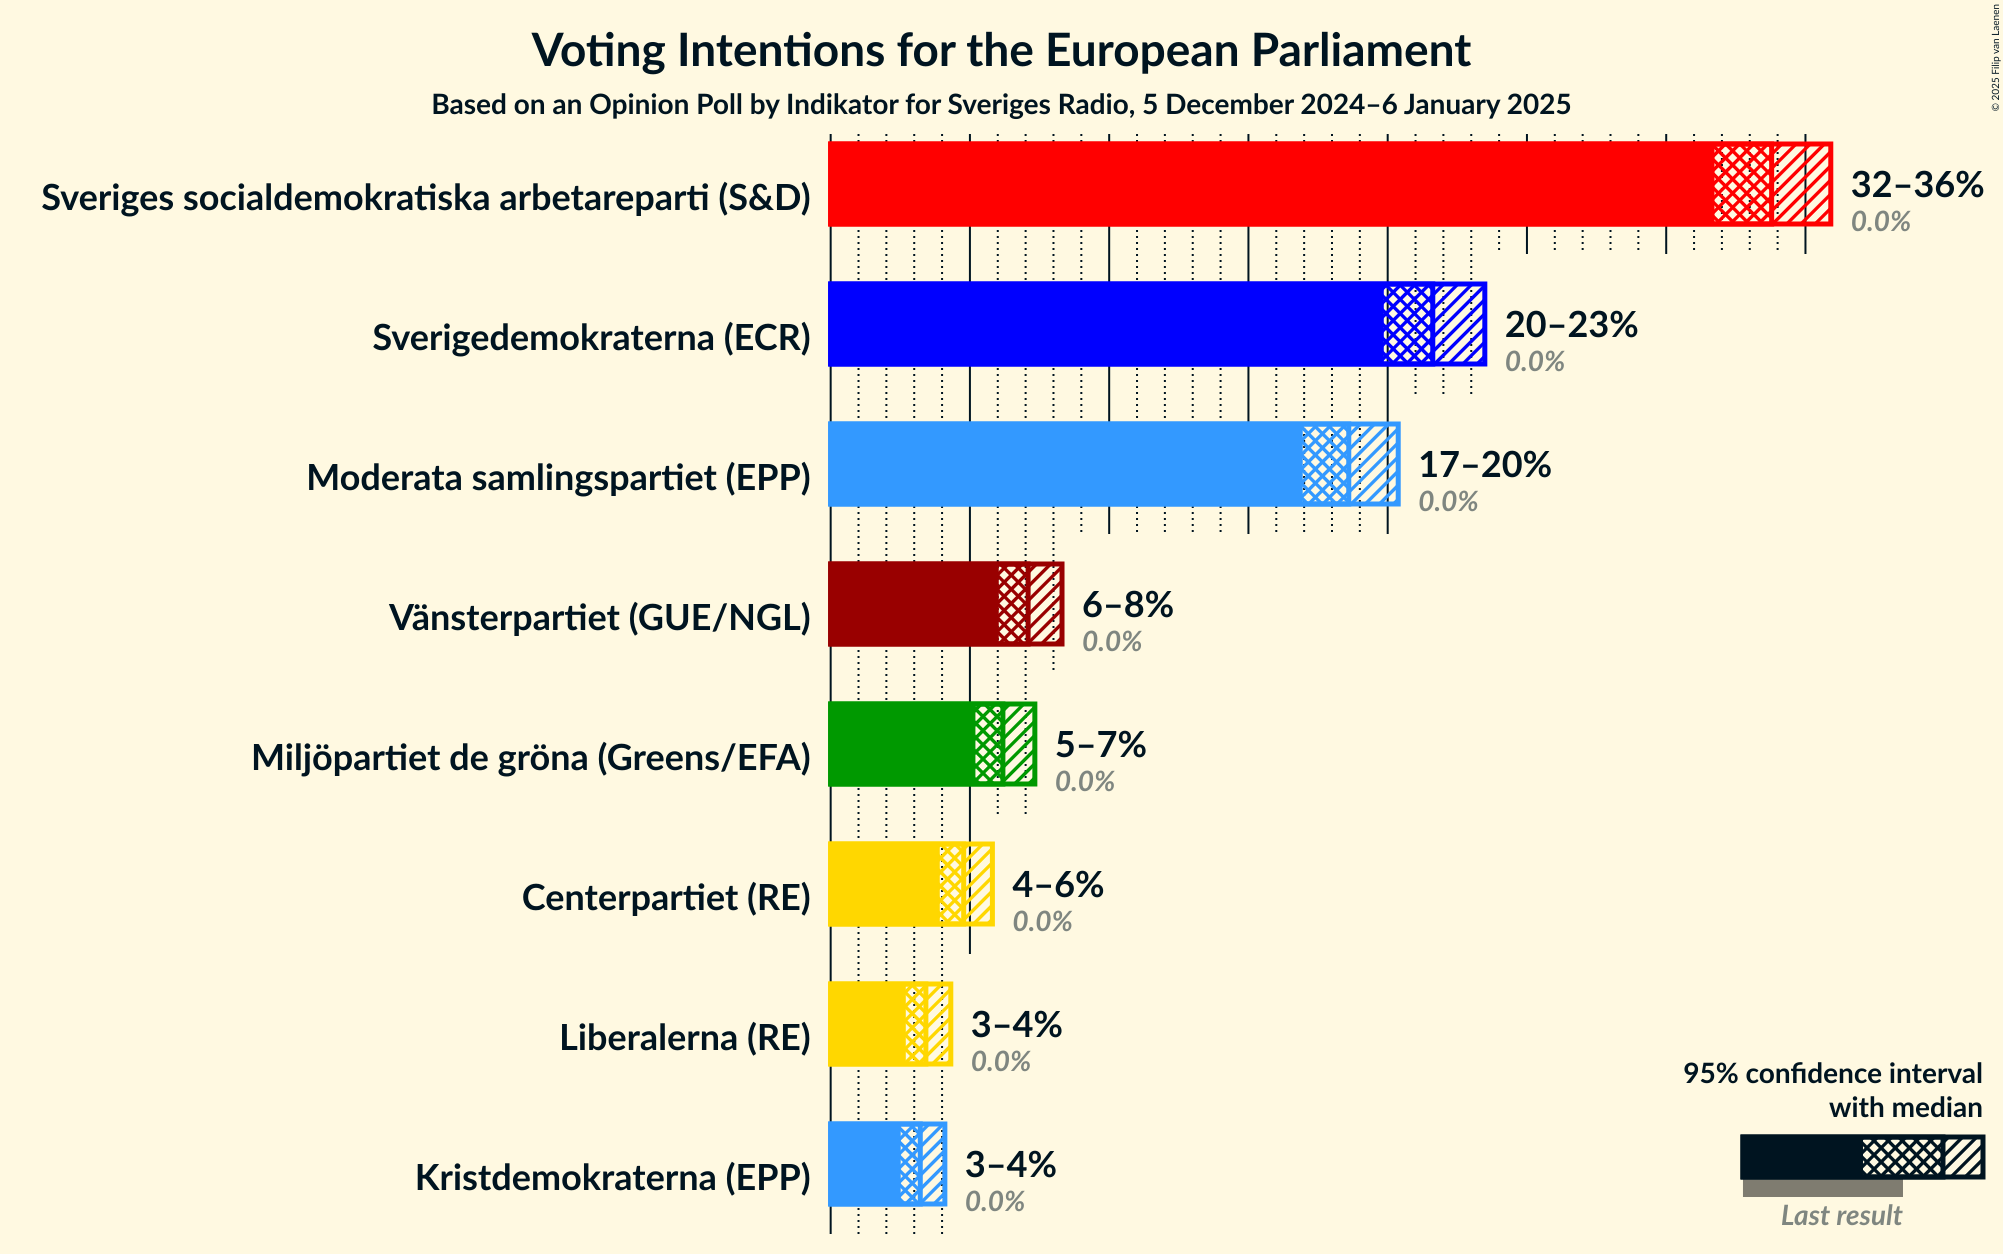 Voting Intentions for the European Parliament
Based on an Opinion Poll by Indikator for Sveriges Radio, 5 December 2024–6 January 2025
© 2025 Filip van Laenen
Sveriges socialdemokratiska arbetareparti (S&D)
32–36%
0.0%
Sverigedemokraterna (ECR)
20–23%
0.0%
Moderata samlingspartiet (EPP)
17–20%
0.0%
Vänsterpartiet (GUE/NGL)
6–8%
0.0%
Miljöpartiet de gröna (Greens/EFA)
5–7%
0.0%
Centerpartiet (RE)
4–6%
0.0%
Liberalerna (RE)
3–4%
0.0%
Kristdemokraterna (EPP)
3–4%
0.0%
95% confidence interval
with median
Last result